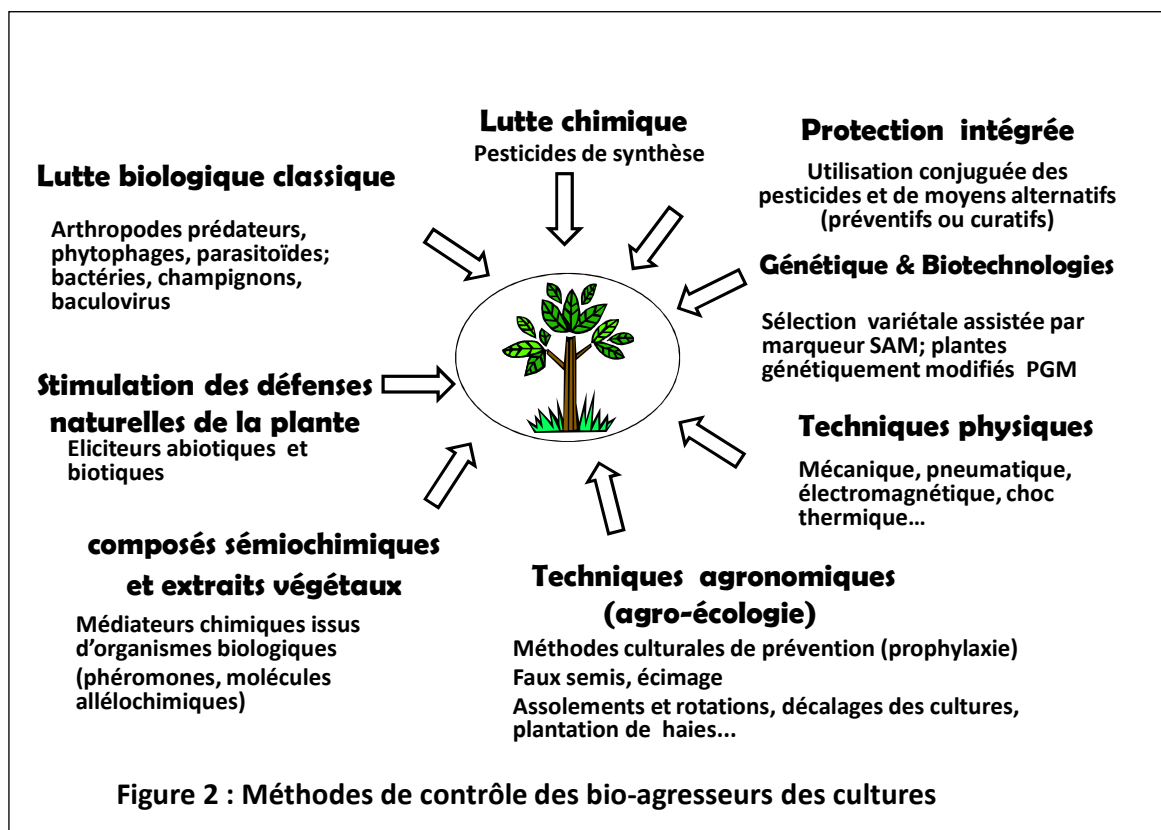 Lutte chimique
Pesticides de synthèse
Protection intégrée
Utilisation conjuguée des
pesticides et de moyens alternatifs
(préventifs ou curatifs)
Lutte biologique classique
Arthropodes prédateurs,
phytophages, parasitoïdes;
bactéries, champignons,
baculovirus
Génétique & Biotechnologies
Sélection variétale assistée par
marqueur SAM; plantes
génétiquement modifiés PGM
Stimulation des défenses
naturelles de la plante
Eliciteurs abiotiques et
biotiques
Techniques physiques
Mécanique, pneumatique,
électromagnétique, choc
thermique...
composés sémiochimiques
et extraits végétaux
Médiateurs chimiques issus
d'organismes biologiques
(phéromones, molécules
allélochimiques)
Techniques agronomiques
(agro-écologie)
Méthodes culturales de prévention (prophylaxie)
Faux semis, écimage
Assolements et rotations, décalages des cultures,
plantation de haies...
Figure 2 : Méthodes de contrôle des bio-agresseurs des cultures